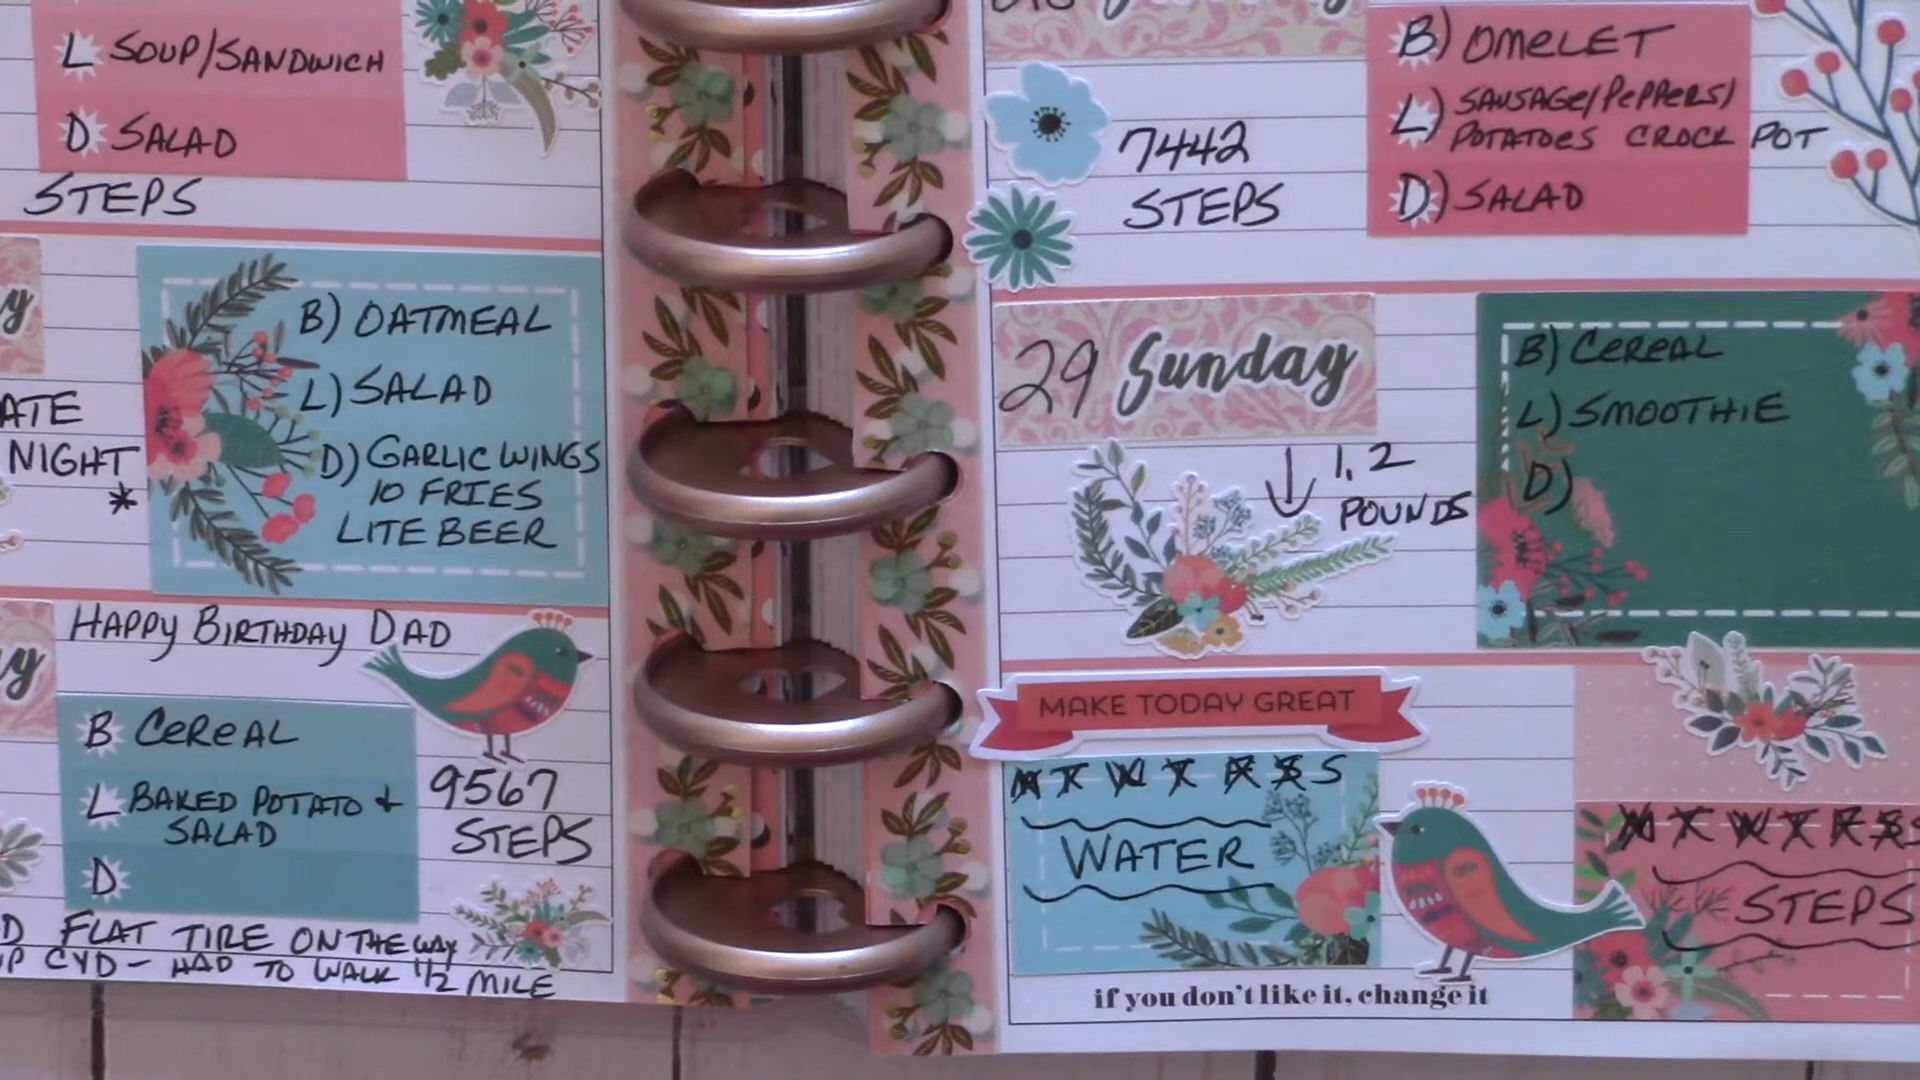 L SOUP/SANDWICH
D SALAD
STEPS
ATE
NIGHT
*
B) OATMEAL
L) SALAD
D) GARLIC WINGS
10 FRIES
LITE BEER
HAPPY BIRTHDAY DAD
B CEREAL
L BAKED POTATO +
SALAD
D
9567
STEPS
D FLAT TIRE ON THE WAY
UP CYD - HAD TO WALK 1/2 MILE
B) OMELET
L) SAUSAGE/PEPPERS/
POTATOES CROCK POT
D) SALAD
7442
STEPS
29 Sunday
↓ 1.2
POUNDS
B) CEREAL
L) SMOOTHIE
D)
MAKE TODAY GREAT
M T W T F S S
WATER
M T W T F S S
STEPS
if you don't like it, change it